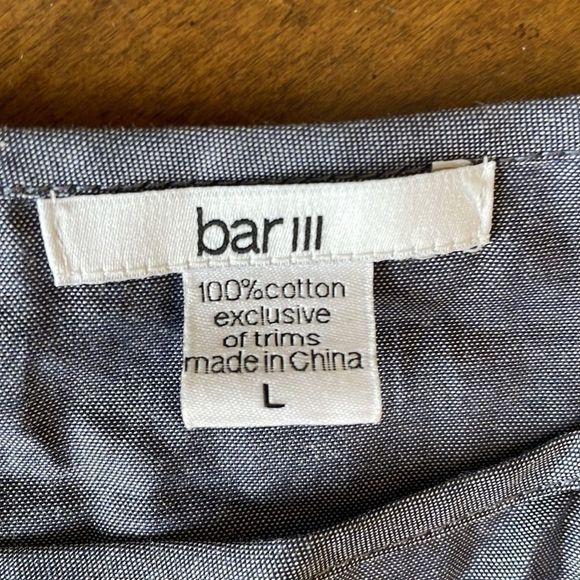 bar III
100%cotton
exclusive
of trims
made in China
L